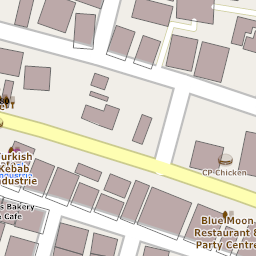 CP Chicken
Turkish
Kebab
Industrie
s Bakery
& Cafe
Blue Moon
Restaurant &
Party Centre